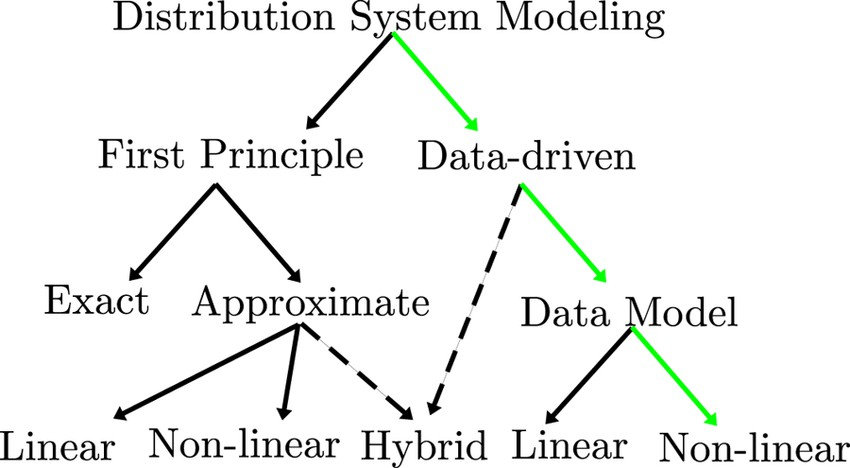 Distribution System Modeling
First Principle Data-driven
Exact Approximate Data Model
Linear Non-linear Hybrid Linear Non-linear